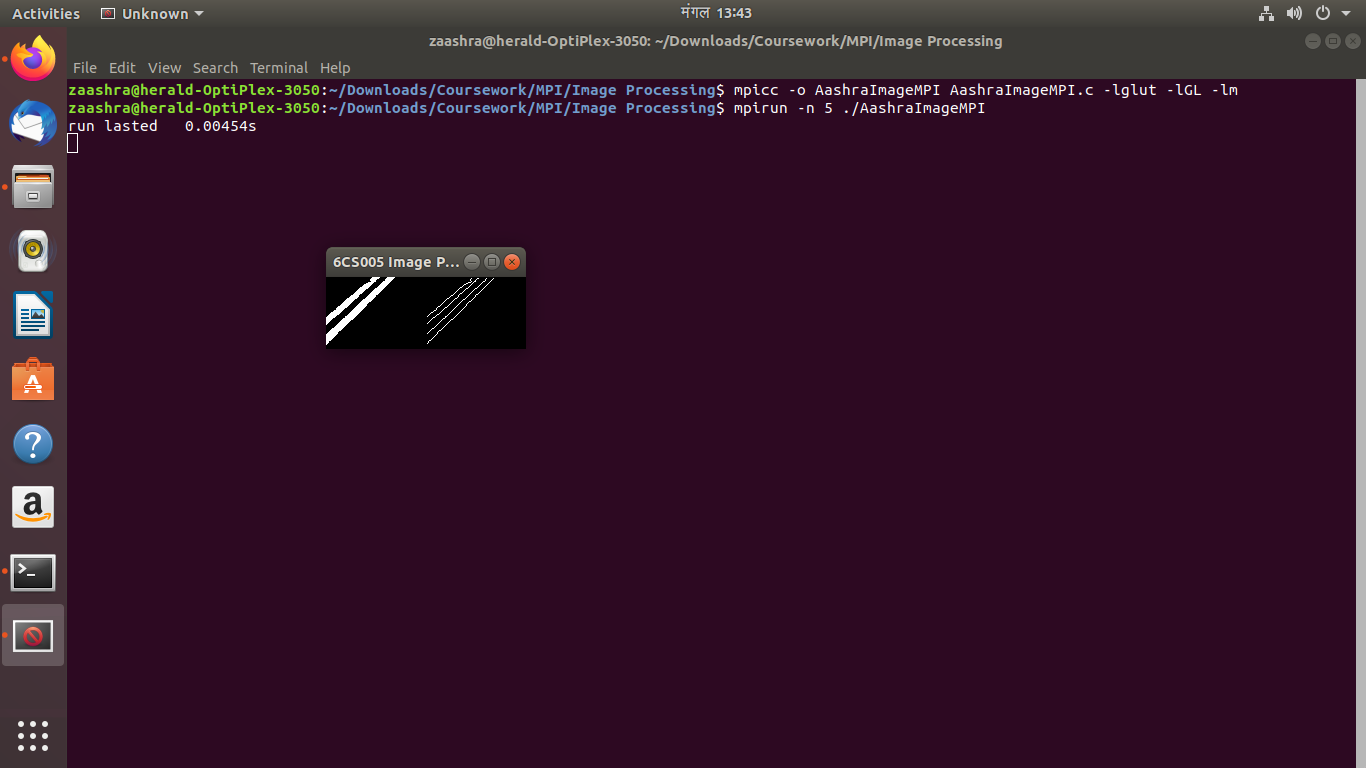 Activities Unknown मंगल 13:43
zaashra@herald-OptiPlex-3050: ~/Downloads/Coursework/MPI/Image Processing
File Edit View Search Terminal Help
zaashra@herald-OptiPlex-3050:~/Downloads/Coursework/MPI/Image Processing$ mpicc -o AashraImageMPI AashraImageMPI.c -lglut -lGL -lm
zaashra@herald-OptiPlex-3050:~/Downloads/Coursework/MPI/Image Processing$ mpirun -n 5 ./AashraImageMPI
run lasted   0.00454s
6CS005 Image P...